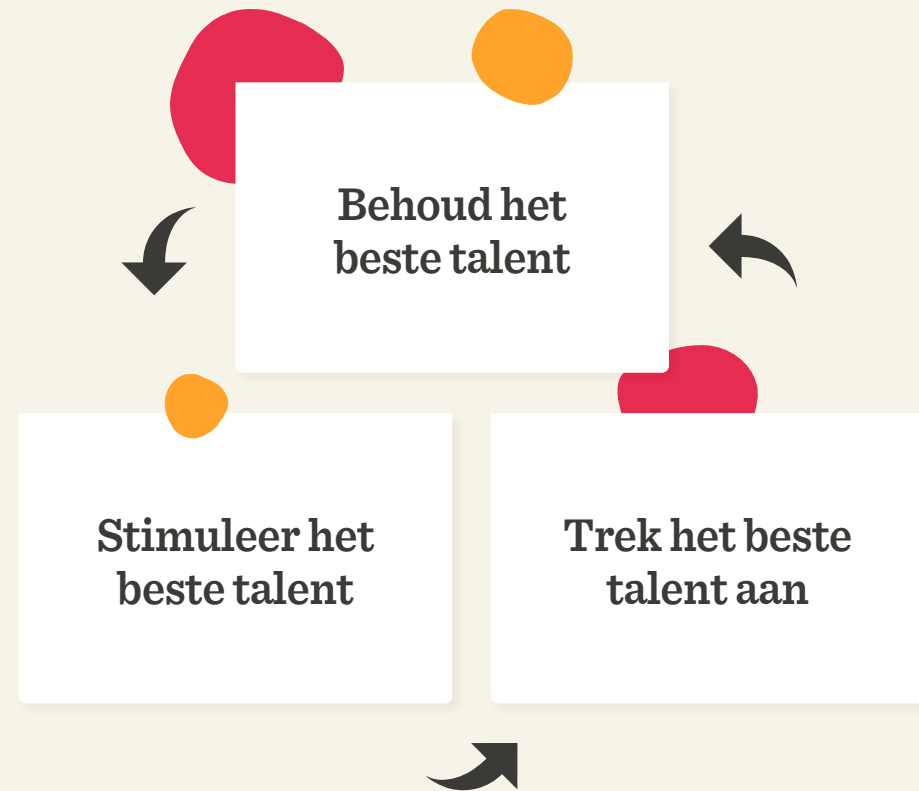 Behoud het
beste talent
Stimuleer het
beste talent
Trek het beste
talent aan